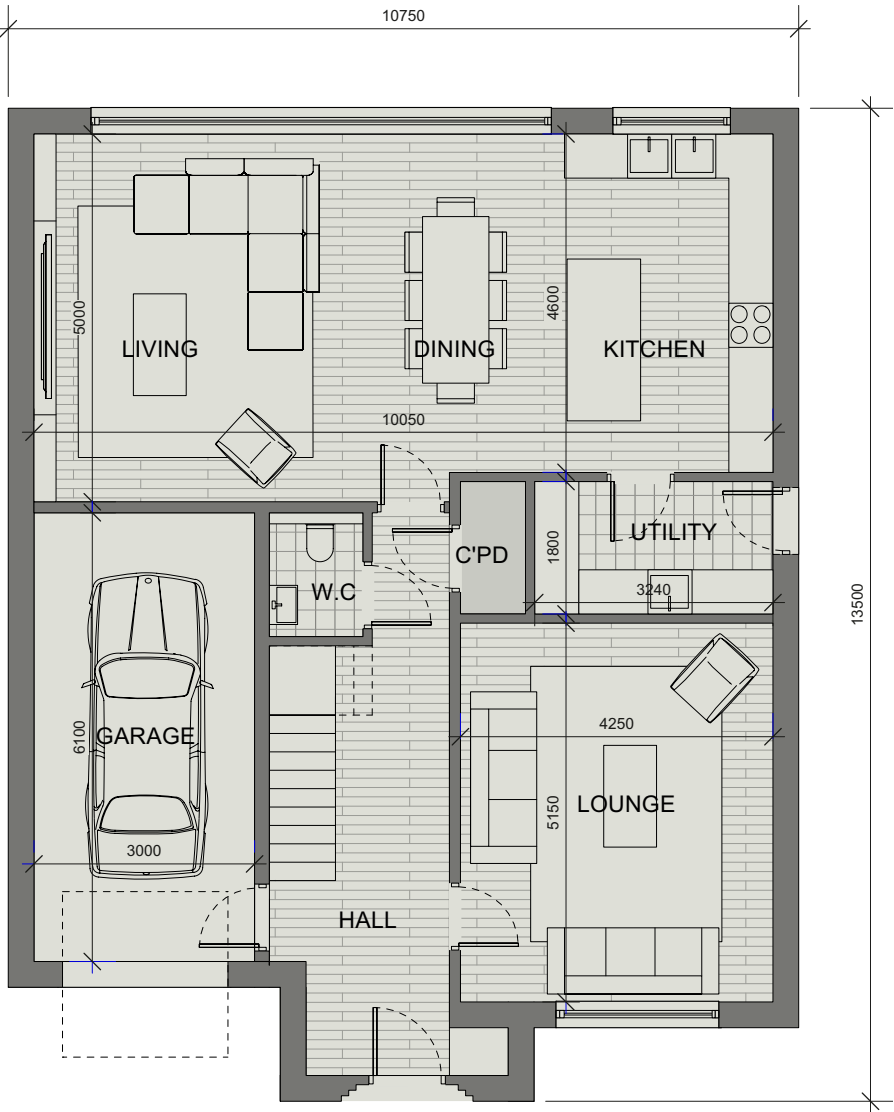 10750
5000
LIVING
DINING
4600
KITCHEN
10050
W.C
C'PD
1800
UTILITY
3240
13500
6100
GARAGE
3000
4250
5150
LOUNGE
HALL